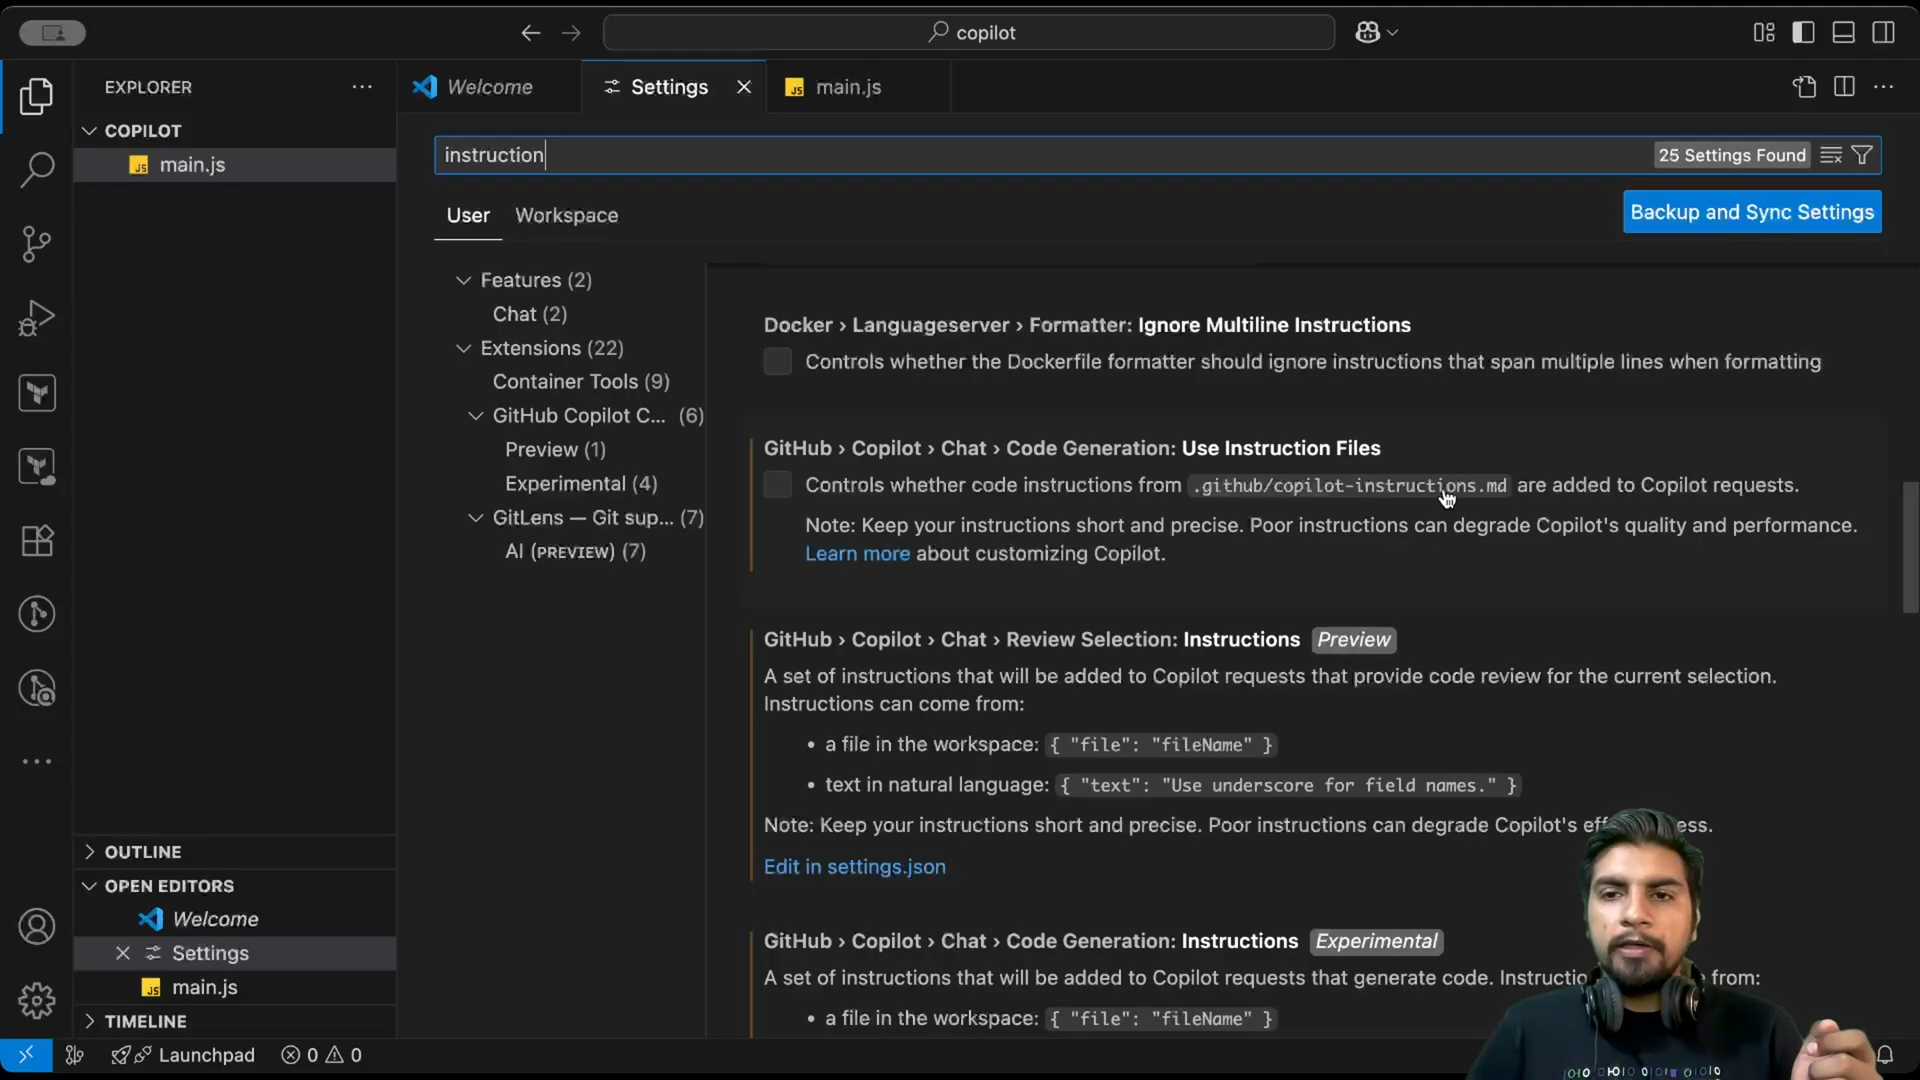 copilot
EXPLORER
Welcome
Settings
main.js
COPILOT
main.js
instruction
25 Settings Found
User
Workspace
Backup and Sync Settings
Features (2)
Chat (2)
Extensions (22)
Container Tools (9)
GitHub Copilot C... (6)
Preview (1)
Experimental (4)
GitLens — Git sup... (7)
AI (PREVIEW) (7)
Docker › Languageserver › Formatter: Ignore Multiline Instructions
Controls whether the Dockerfile formatter should ignore instructions that span multiple lines when formatting
GitHub › Copilot › Chat › Code Generation: Use Instruction Files
Controls whether code instructions from .github/copilot-instructions.md are added to Copilot requests.
Note: Keep your instructions short and precise. Poor instructions can degrade Copilot's quality and performance.
Learn more about customizing Copilot.
GitHub › Copilot › Chat › Review Selection: Instructions Preview
A set of instructions that will be added to Copilot requests that provide code review for the current selection.
Instructions can come from:
• a file in the workspace: { "file": "fileName" }
• text in natural language: { "text": "Use underscore for field names." }
Note: Keep your instructions short and precise. Poor instructions can degrade Copilot's
Edit in settings.json
GitHub › Copilot › Chat › Code Generation: Instructions Experimental
A set of instructions that will be added to Copilot requests that generate code. from:
• a file in the workspace: { "file": "fileName" }
OUTLINE
OPEN EDITORS
Welcome
Settings
main.js
TIMELINE
Launchpad
0 0